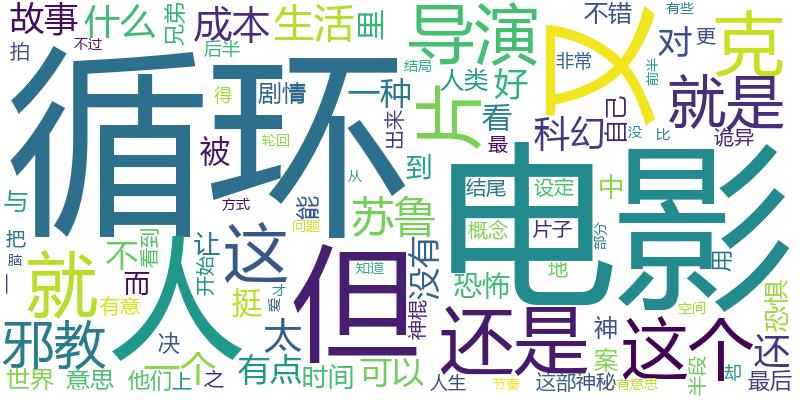 故事
什么
兄弟
成本
生活
里
导演
又
不错
有些
克
拍
不过
后半
结局
人类
好
非常
对
更
前半
循环
得
剧情
一种
出来
片
看
最
科幻
自己
就是
没
比
诡异
被
轮回
从
到
电影
结尾
设定
中
与
方式
能
问题
苏鲁
概念
片子
部分
把
脑
一
就
不
看到
人
让
开始
这
但
知道
没有
恐怖
地
用
而
有意
挺
爱斗
神棍
还是
神
空间
恐惧
邪教
决
太
这个
还
案
世界
意思
一个
他们
上
之
有点
时间
可以
人生
节奏
这部
神秘
有意思
半段
却
最后